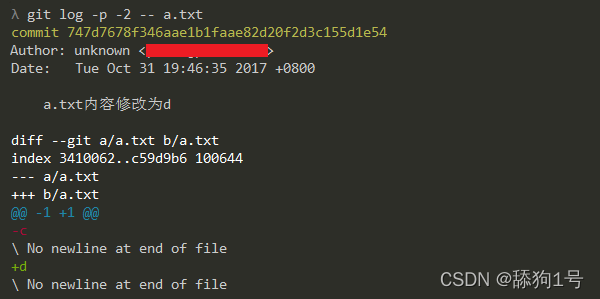 λ git log -p -2 -- a.txt
commit 747d7678f346aae1b1faae82d20f2d3c155d1e54
Author: unknown < >
Date:   Tue Oct 31 19:46:35 2017 +0800
a.txt内容修改为d
diff --git a/a.txt b/a.txt
index 3410062..c59d9b6 100644
--- a/a.txt
+++ b/a.txt
@@ -1 +1 @@
-c
\ No newline at end of file
+d
\ No newline at end of file
CSDN @舔狗1号